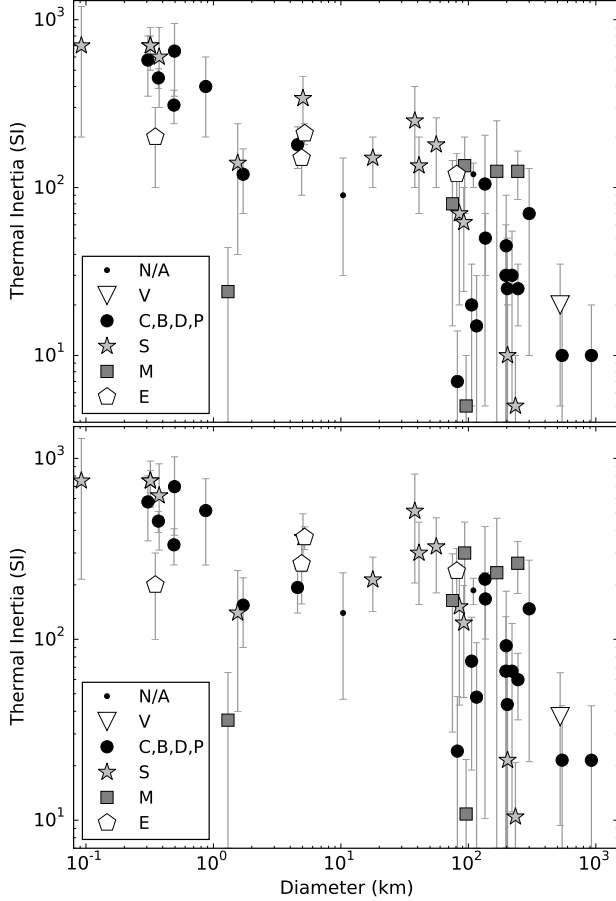 10³
10²
10¹
Thermal Inertia (SI)
N/A
V
C,B,D,P
S
M
E
10³
10²
10¹
Thermal Inertia (SI)
N/A
V
C,B,D,P
S
M
E
10⁻¹ 10⁰ 10¹ 10² 10³
Diameter (km)